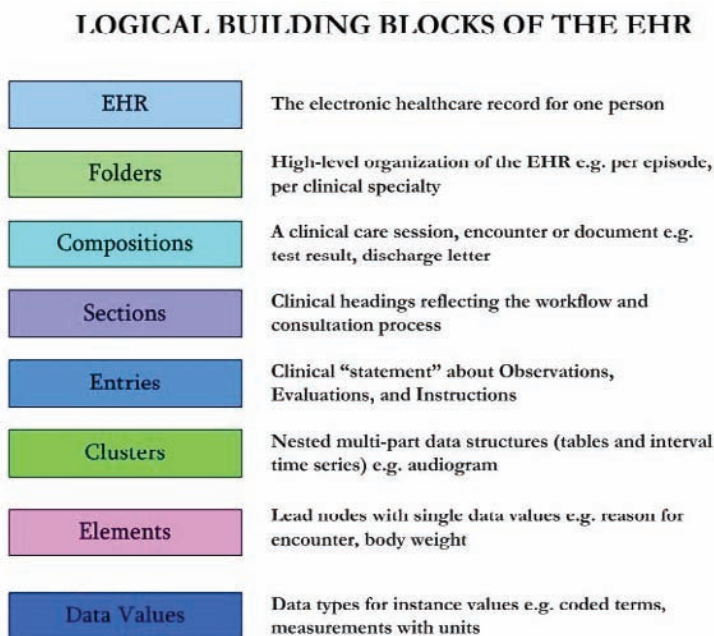 LOGICAL BUILDING BLOCKS OF THE EHR
EHR
The electronic healthcare record for one person
Folders
High-level organization of the EHR e.g. per episode,
per clinical specialty
Compositions
A clinical care session, encounter or document e.g.
test result, discharge letter
Sections
Clinical headings reflecting the workflow and
consultation process
Entries
Clinical “statement” about Observations,
Evaluations, and Instructions
Clusters
Nested multi-part data structures (tables and interval
time series) e.g. audiogram
Elements
Lead nodes with single data values e.g. reason for
encounter, body weight
Data Values
Data types for instance values e.g. coded terms,
measurements with units